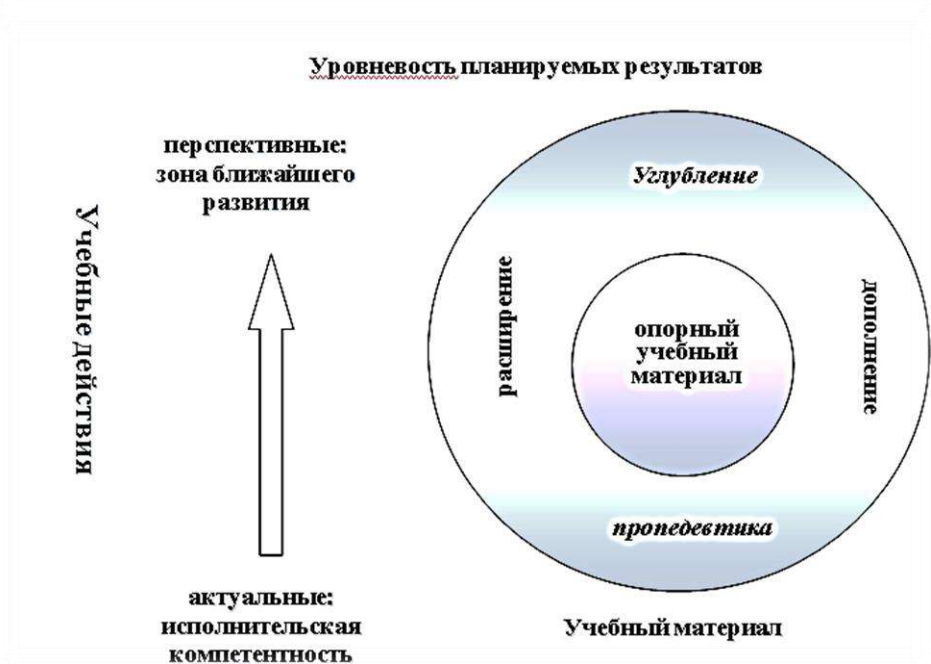 Уровневость планируемых результатов
перспективные:
зона ближайшего
развития
Учебные действия
актуальные:
исполнительская
компетентность
Углубление
расширение
опорный
учебный
материал
дополнение
пропедевтика
Учебный материал